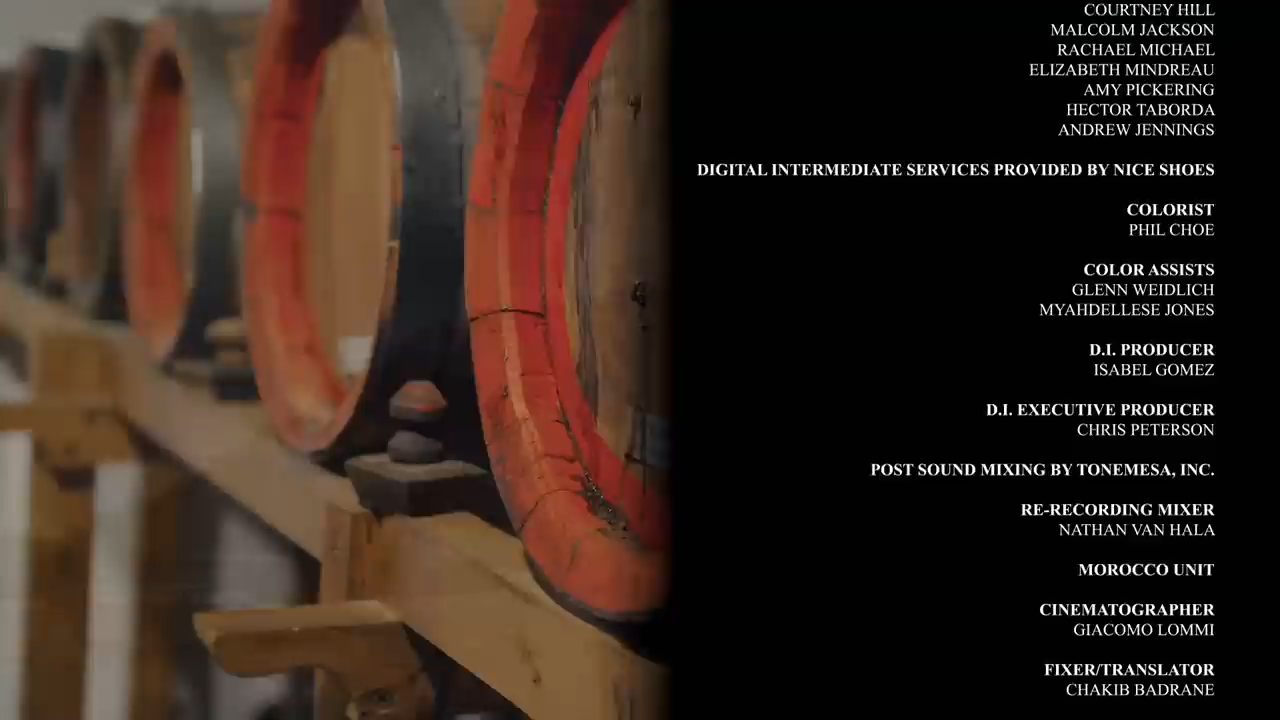 COURTNEY HILL
MALCOLM JACKSON
RACHAEL MICHAEL
ELIZABETH MINDREAU
AMY PICKERING
HECTOR TABORDA
ANDREW JENNINGS
DIGITAL INTERMEDIATE SERVICES PROVIDED BY NICE SHOES
COLORIST
PHIL CHOE
COLOR ASSISTS
GLENN WEIDLICH
MYAHDELLESE JONES
D.I. PRODUCER
ISABEL GOMEZ
D.I. EXECUTIVE PRODUCER
CHRIS PETERSON
POST SOUND MIXING BY TONEMESA, INC.
RE-RECORDING MIXER
NATHAN VAN HALA
MOROCCO UNIT
CINEMATOGRAPHER
GIACOMO LOMMI
FIXER/TRANSLATOR
CHAKIB BADRANE